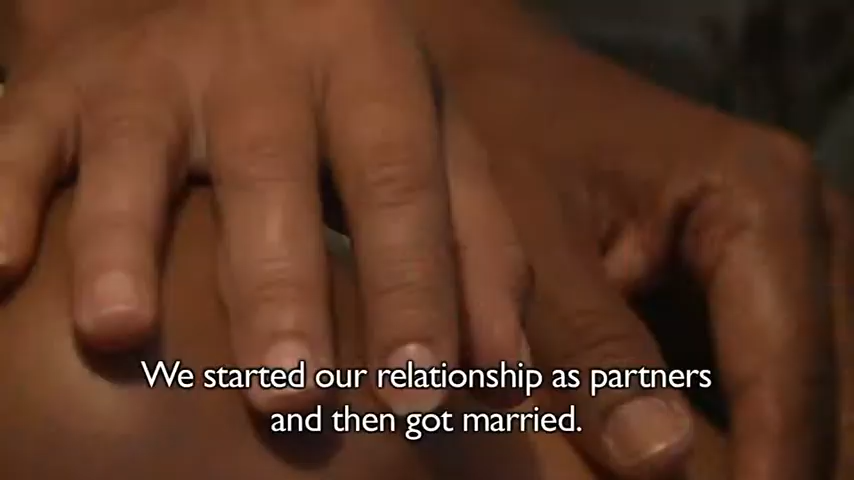 We started our relationship as partners
and then got married.